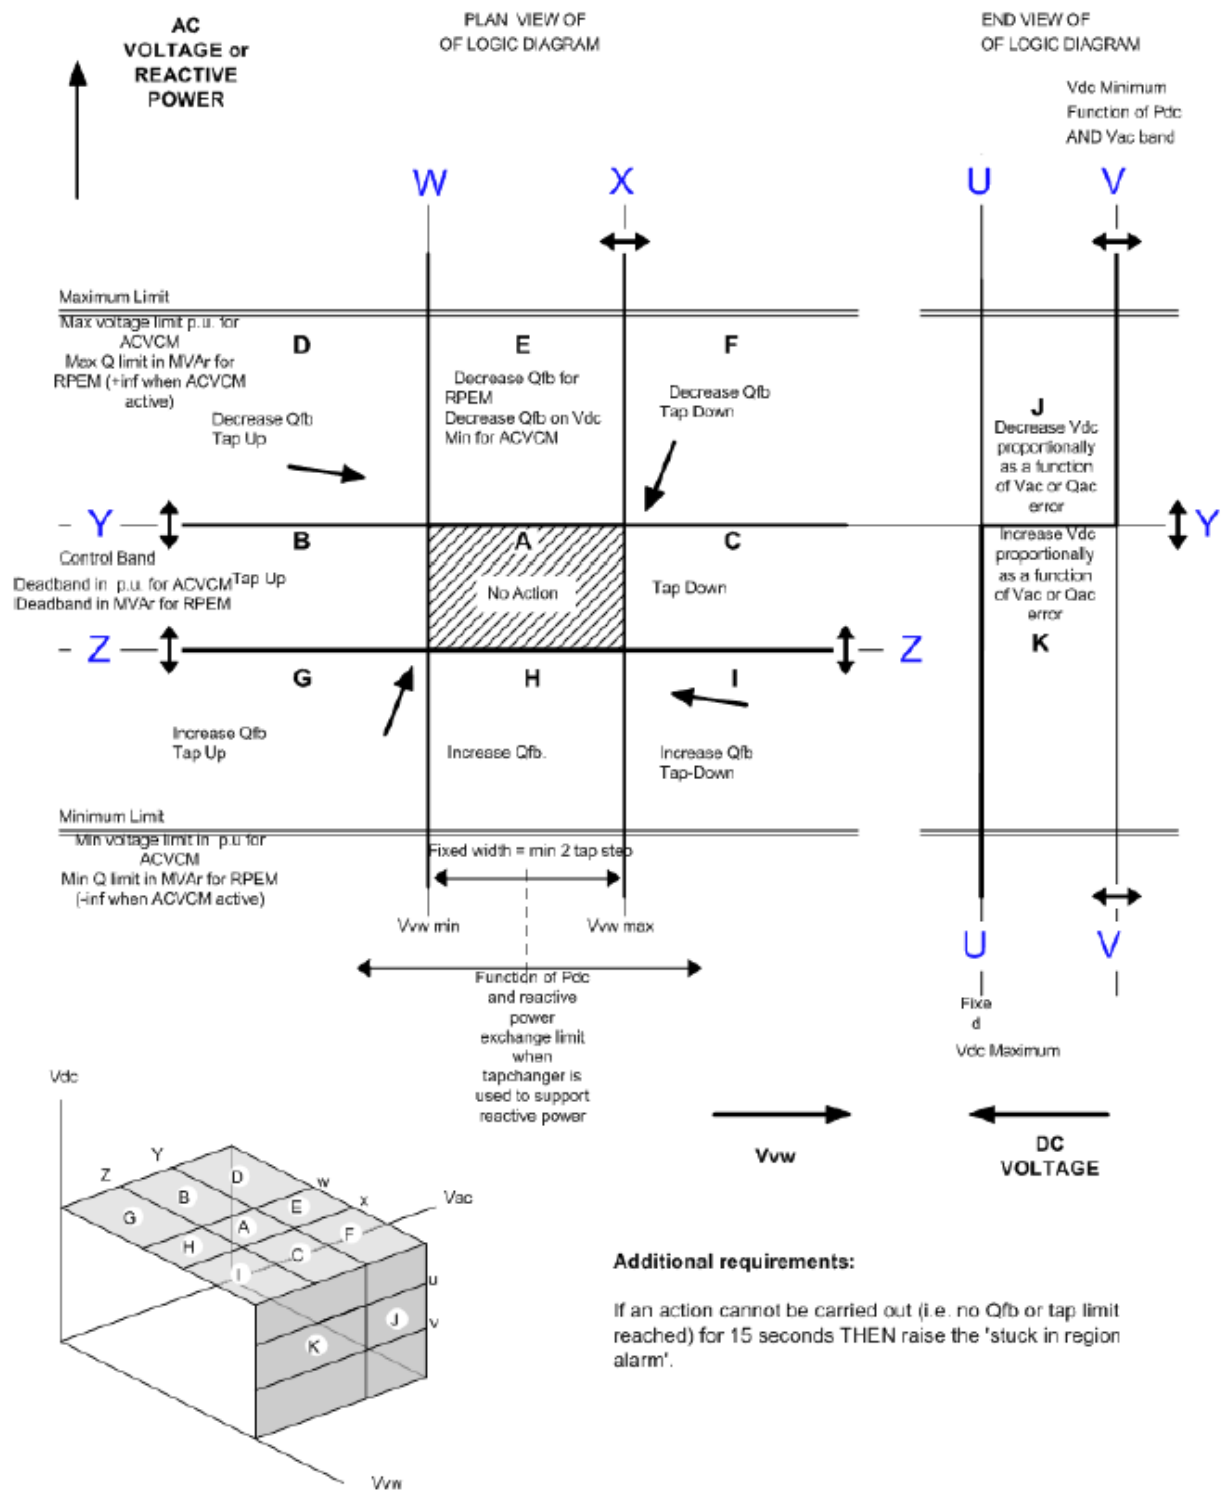 AC
VOLTAGE or
REACTIVE
POWER
PLAN VIEW OF
OF LOGIC DIAGRAM
END VIEW OF
OF LOGIC DIAGRAM
Vdc Minimum
Function of Pdc
AND Vac band
W
X
U
V
Maximum Limit
Max voltage limit p.u. for
ACVCM
Max Q limit in MVAr for
RPEM (+inf when ACVCM
active)
D
Decrease Qfb
Tap Up
E
Decrease Qfb for
RPEM
Decrease Qfb on Vdc
Min for ACVCM
F
Decrease Qfb
Tap Down
J
Decrease Vdc
proportionally
as a function
of Vac or Qac
error
Y
Y
Control Band
Deadband in p.u. for ACVCM
Deadband in MVAr for RPEM
B
Tap Up
A
No Action
C
Tap Down
Increase Vdc
proportionally
as a function
of Vac or Qac
error
K
Z
Z
G
Increase Qfb
Tap Up
H
Increase Qfb.
I
Increase Qfb
Tap-Down
Minimum Limit
Min voltage limit in p.u for
ACVCM
Min Q limit in MVAr for RPEM
(-inf when ACVCM active)
Fixed width = min 2 tap step
Vvw min
Vvw max
U
V
Function of Pdc
and reactive
power
exchange limit
when
tapchanger is
used to support
reactive power
Fixe
d
Vdc Maximum
Vvw
DC
VOLTAGE
Vdc
Y
Z
D
B
G
W
X
E
A
H
F
C
I
Vac
U
J
V
K
Vvw
Additional requirements:
If an action cannot be carried out (i.e. no Qfb or tap limit
reached) for 15 seconds THEN raise the 'stuck in region
alarm'.